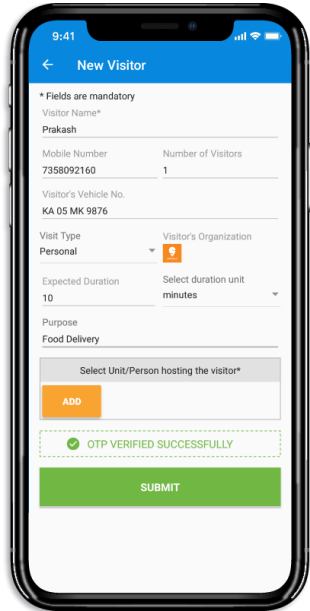 9:41
New Visitor
* Fields are mandatory
Visitor Name*
Prakash
Mobile Number Number of Visitors
7358092160 1
Visitor's Vehicle No.
KA 05 MK 9876
Visit Type Visitor's Organization
Personal
Expected Duration Select duration unit
10 minutes
Purpose
Food Delivery
Select Unit/Person hosting the visitor*
ADD
OTP VERIFIED SUCCESSFULLY
SUBMIT